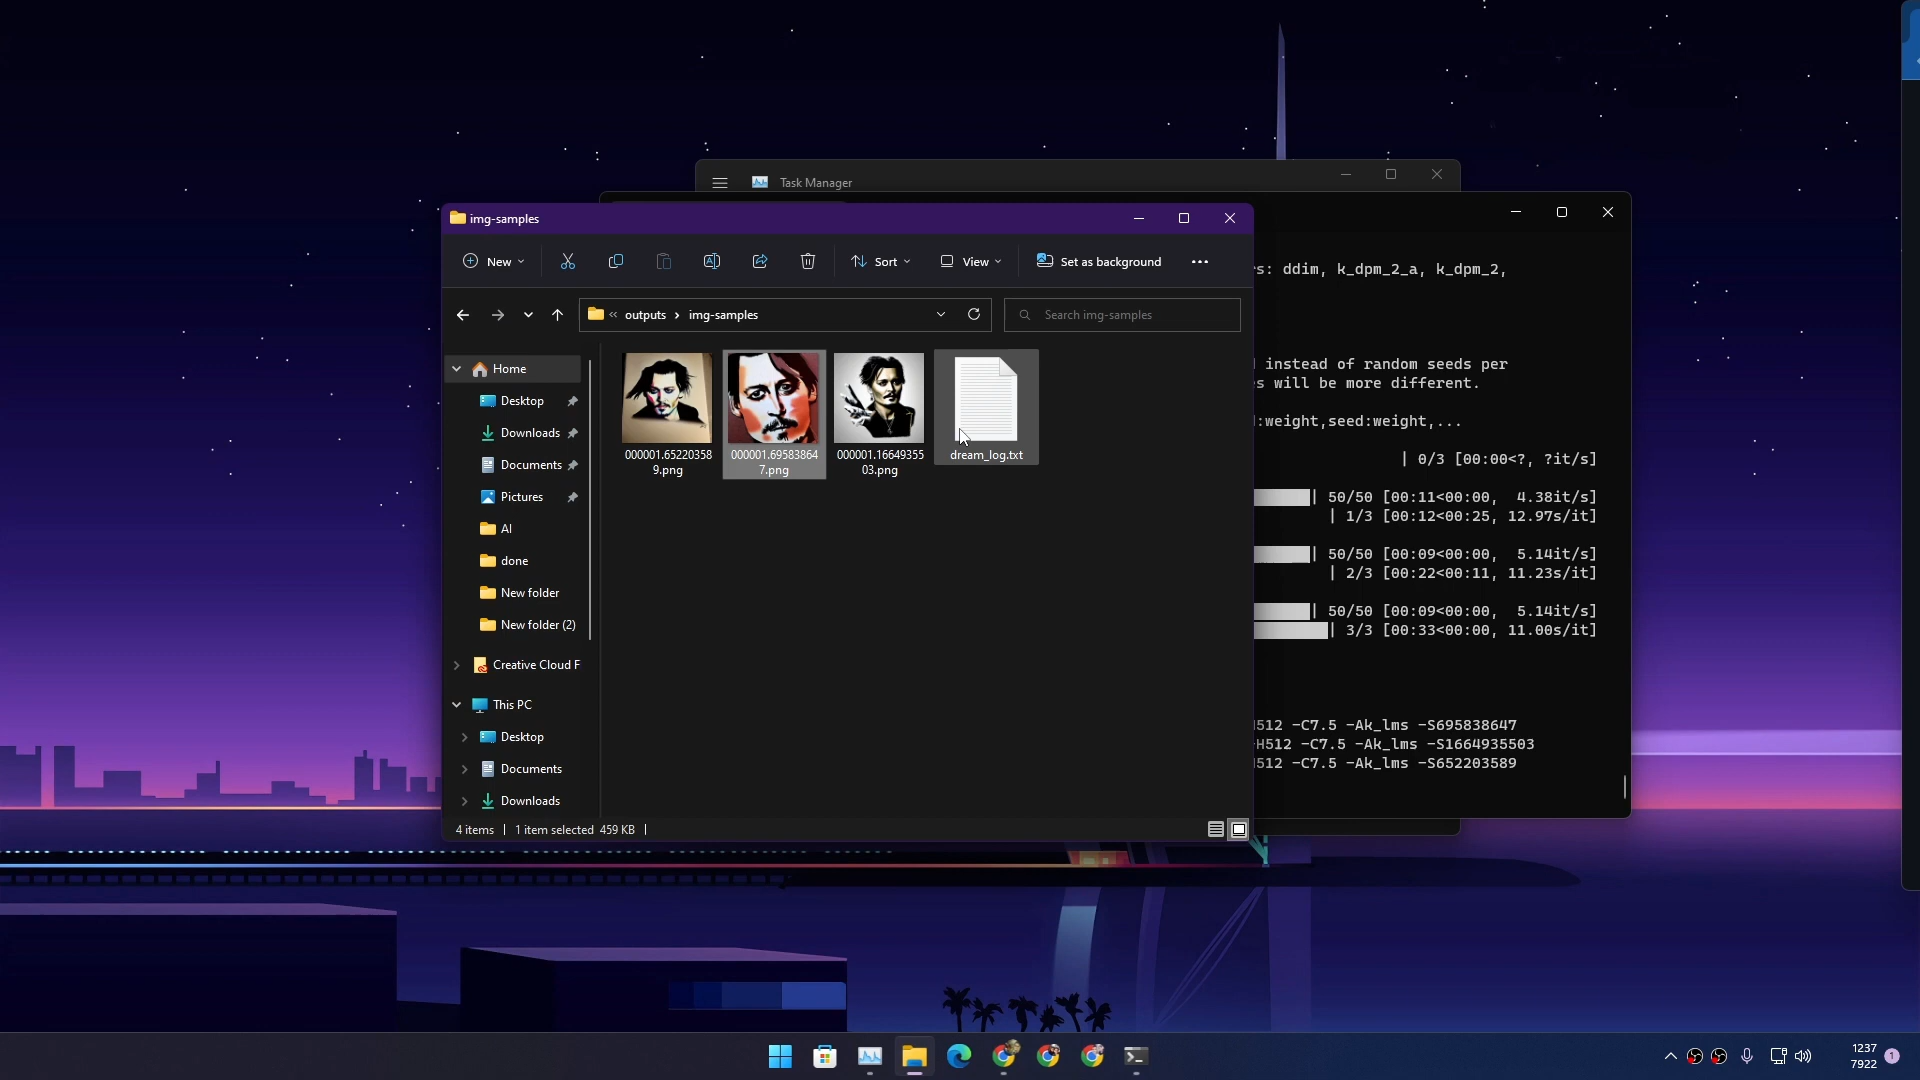 Task Manager
img-samples
New
Sort
View
Set as background
outputs
img-samples
Search img-samples
Home
Desktop
Downloads
Documents
Pictures
AI
done
New folder
New folder (2)
Creative Cloud F
This PC
Desktop
Documents
Downloads
000001.65220358
9.png
000001.69583864
7.png
000001.16649355
03.png
dream_log.txt
4 items
1 item selected 459 KB
s: ddim, k_dpm_2_a, k_dpm_2,
instead of random seeds per
s will be more different.
:weight,seed:weight,...
| 0/3 [00:00<?, ?it/s]
| 50/50 [00:11<00:00, 4.38it/s]
| 1/3 [00:12<00:25, 12.97s/it]
| 50/50 [00:09<00:00, 5.14it/s]
| 2/3 [00:22<00:11, 11.23s/it]
| 50/50 [00:09<00:00, 5.14it/s]
| 3/3 [00:33<00:00, 11.00s/it]
512 -C7.5 -Ak_lms -S695838647
H512 -C7.5 -Ak_lms -S1664935503
512 -C7.5 -Ak_lms -S652203589
1237
7922
1